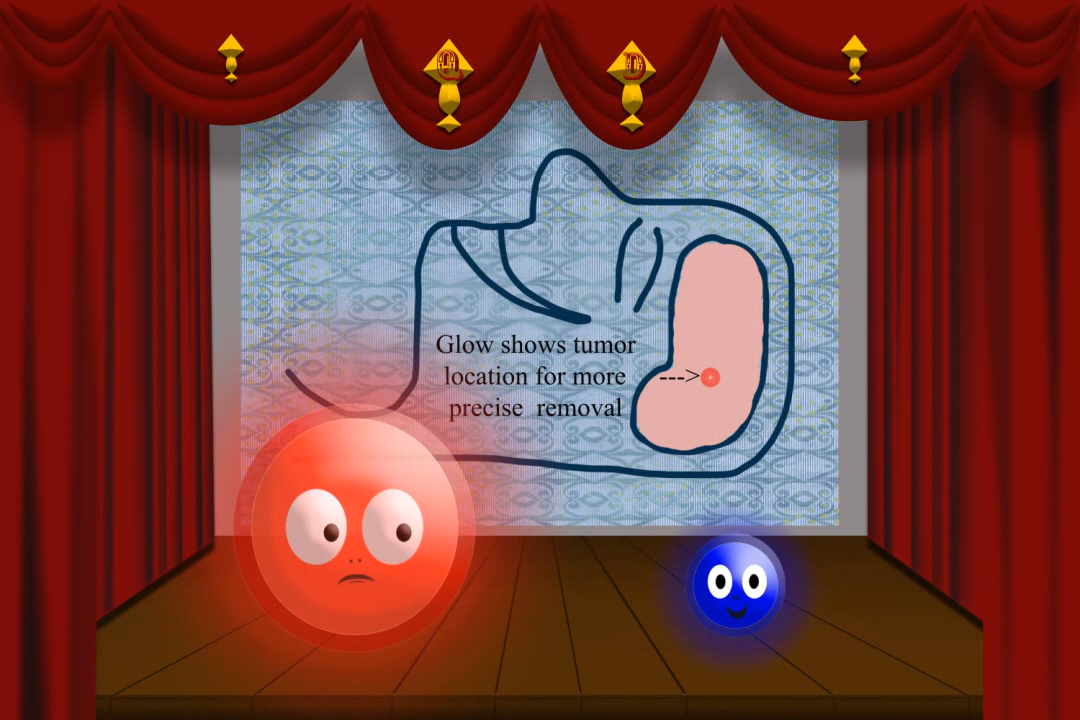 Q D
Glow shows tumor
location for more
--->
precise removal